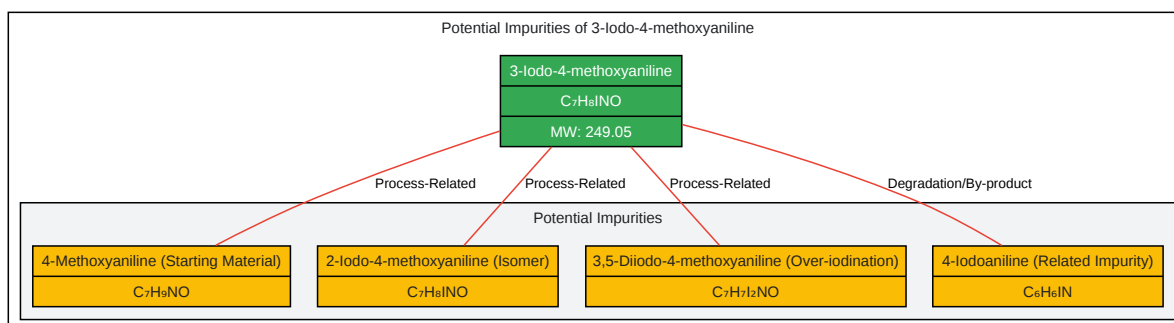 Potential Impurities of 3-Iodo-4-methoxyaniline
3-Iodo-4-methoxyaniline
C₇H₈INO
MW: 249.05
Process-Related
Process-Related
Process-Related
Degradation/By-product
Potential Impurities
4-Methoxyaniline (Starting Material)
C₇H₉NO
2-Iodo-4-methoxyaniline (Isomer)
C₇H₈INO
3,5-Diiodo-4-methoxyaniline (Over-iodination)
C₇H₇I₂NO
4-Iodoaniline (Related Impurity)
C₆H₆IN